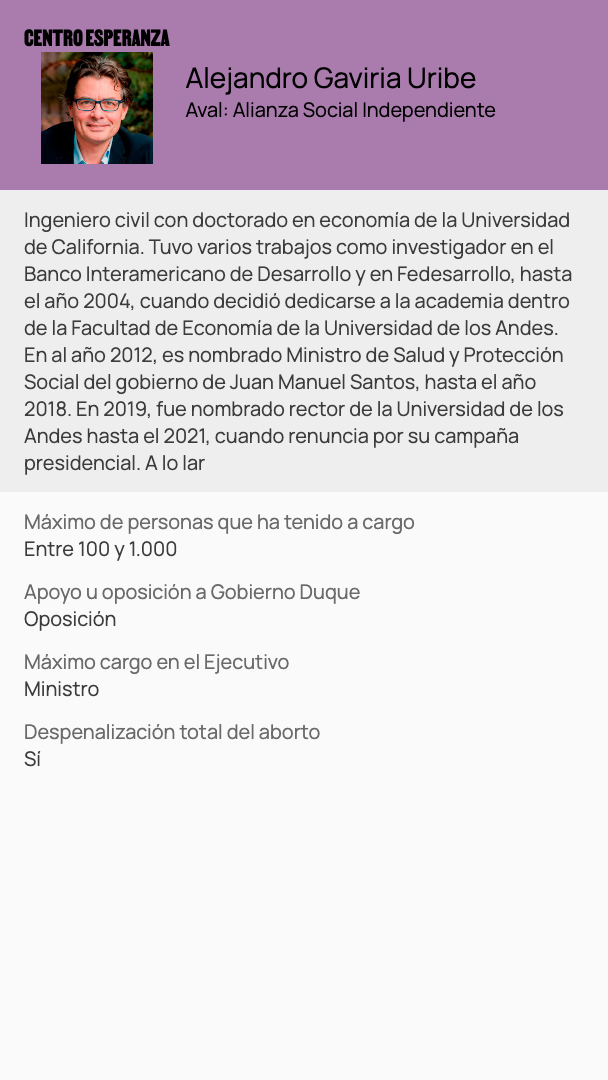 CENTRO ESPERANZA
Alejandro Gaviria Uribe
Aval: Alianza Social Independiente
Ingeniero civil con doctorado en economía de la Universidad
de California. Tuvo varios trabajos como investigador en el
Banco Interamericano de Desarrollo y en Fedesarrollo, hasta
el año 2004, cuando decidió dedicarse a la academia dentro
de la Facultad de Economía de la Universidad de los Andes.
En al año 2012, es nombrado Ministro de Salud y Protección
Social del gobierno de Juan Manuel Santos, hasta el año
2018. En 2019, fue nombrado rector de la Universidad de los
Andes hasta el 2021, cuando renuncia por su campaña
presidencial. A lo lar
Máximo de personas que ha tenido a cargo
Entre 100 y 1.000
Apoyo u oposición a Gobierno Duque
Oposición
Máximo cargo en el Ejecutivo
Ministro
Despenalización total del aborto
Sí